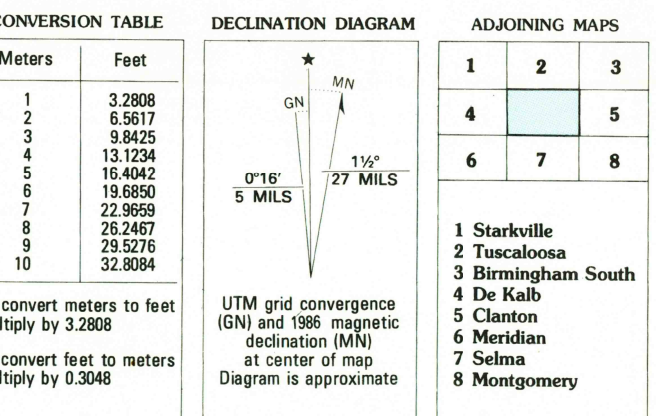 CONVERSION TABLE
Meters Feet
1 3.2808
2 6.5617
3 9.8425
4 13.1234
5 16.4042
6 19.6850
7 22.9659
8 26.2467
9 29.5276
10 32.8084
convert meters to feet
tiply by 3.2808
convert feet to meters
tiply by 0.3048
DECLINATION DIAGRAM
★
MN
GN
1½°
27 MILS
0°16′
5 MILS
UTM grid convergence
(GN) and 1986 magnetic
declination (MN)
at center of map
Diagram is approximate
ADJOINING MAPS
1 2 3
4 5
6 7 8
1 Starkville
2 Tuscaloosa
3 Birmingham South
4 De Kalb
5 Clanton
6 Meridian
7 Selma
8 Montgomery